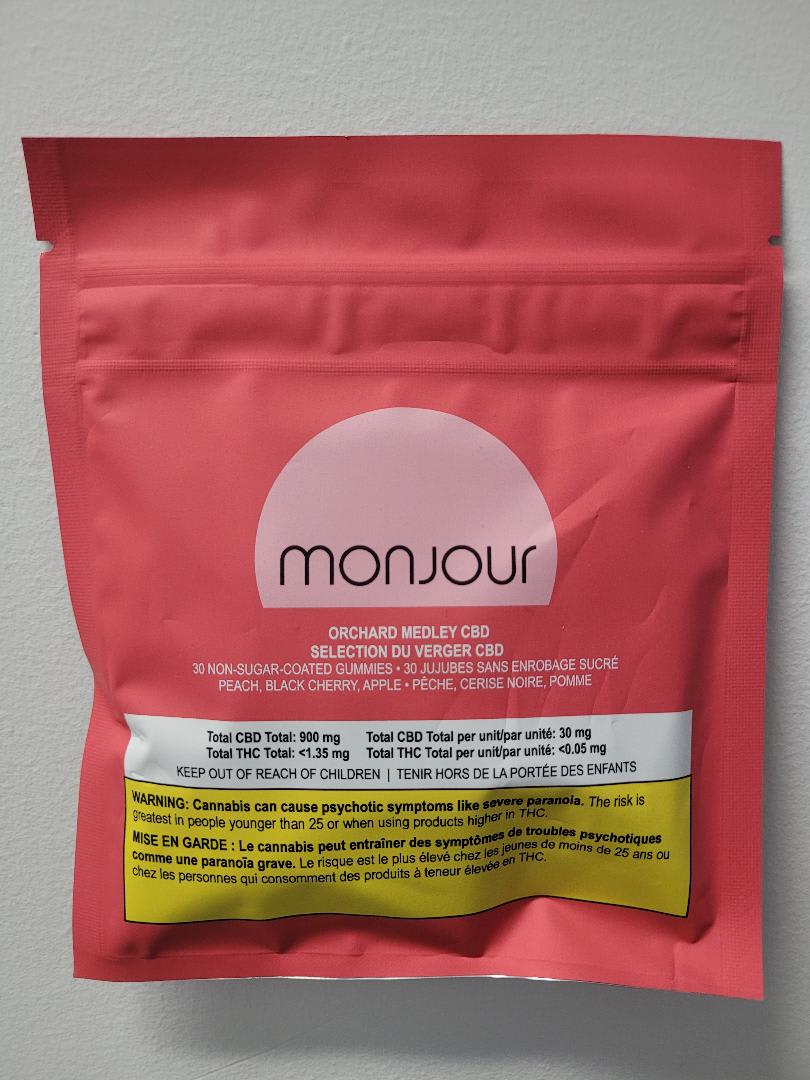 monjour
ORCHARD MEDLEY CBD
SELECTION DU VERGER CBD
30 NON-SUGAR-COATED GUMMIES • 30 JUJUBES SANS ENROBAGE SUCRÉ
PEACH, BLACK CHERRY, APPLE • PÊCHE, CERISE NOIRE, POMME
Total CBD Total: 900 mg Total CBD Total per unit/par unité: 30 mg
Total THC Total: <1.35 mg Total THC Total per unit/par unité: <0.05 mg
KEEP OUT OF REACH OF CHILDREN | TENIR HORS DE LA PORTÉE DES ENFANTS
WARNING: Cannabis can cause psychotic symptoms like severe paranoia. The risk is
greatest in people younger than 25 or when using products higher in THC.
MISE EN GARDE : Le cannabis peut entraîner des symptômes de troubles psychotiques
comme une paranoïa grave. Le risque est le plus élevé chez les jeunes de moins de 25 ans ou
chez les personnes qui consomment des produits à teneur élevée en THC.